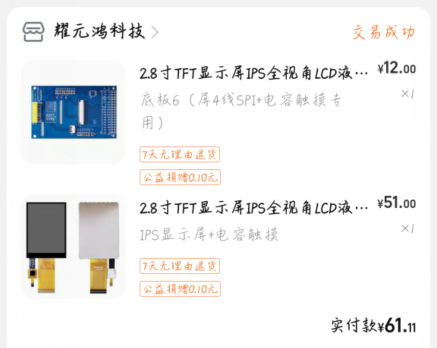 耀元鸿科技
交易成功
2.8寸TFT显示屏IPS全视角LCD液…
¥12.00
底板6（屏4线SPI+电容触摸专
×1
用）
7天无理由退货
公益捐赠0.10元
2.8寸TFT显示屏IPS全视角LCD液…
¥51.00
IPS显示屏+电容触摸
×1
7天无理由退货
公益捐赠0.10元
实付款¥61.11